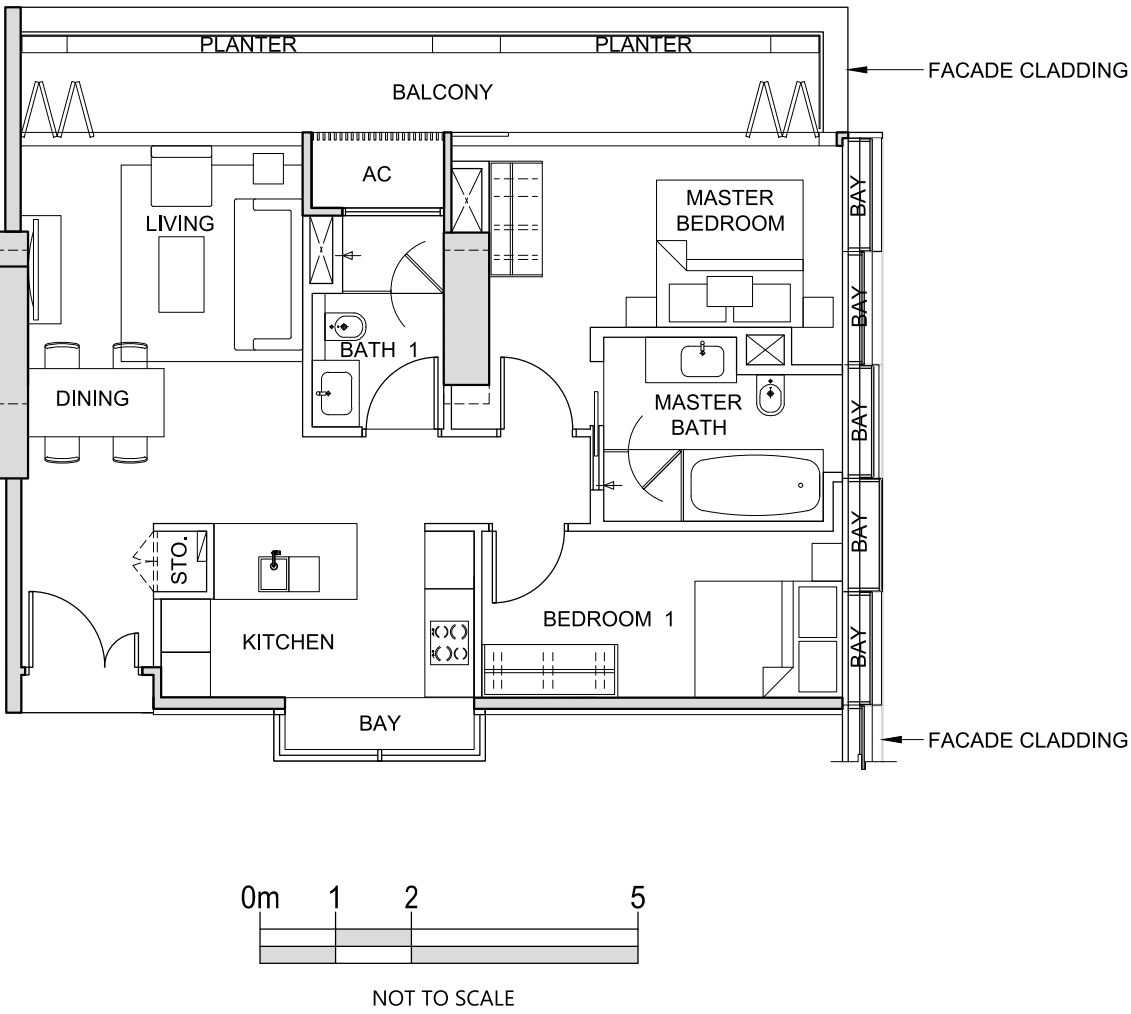 PLANTER
PLANTER
FACADE CLADDING
BALCONY
AC
BAY
MASTER
BEDROOM
LIVING
BAY
BATH 1
DINING
MASTER
BATH
BAY
BAY
STO.
BEDROOM 1
KITCHEN
BAY
BAY
FACADE CLADDING
0m 1 2 5
NOT TO SCALE